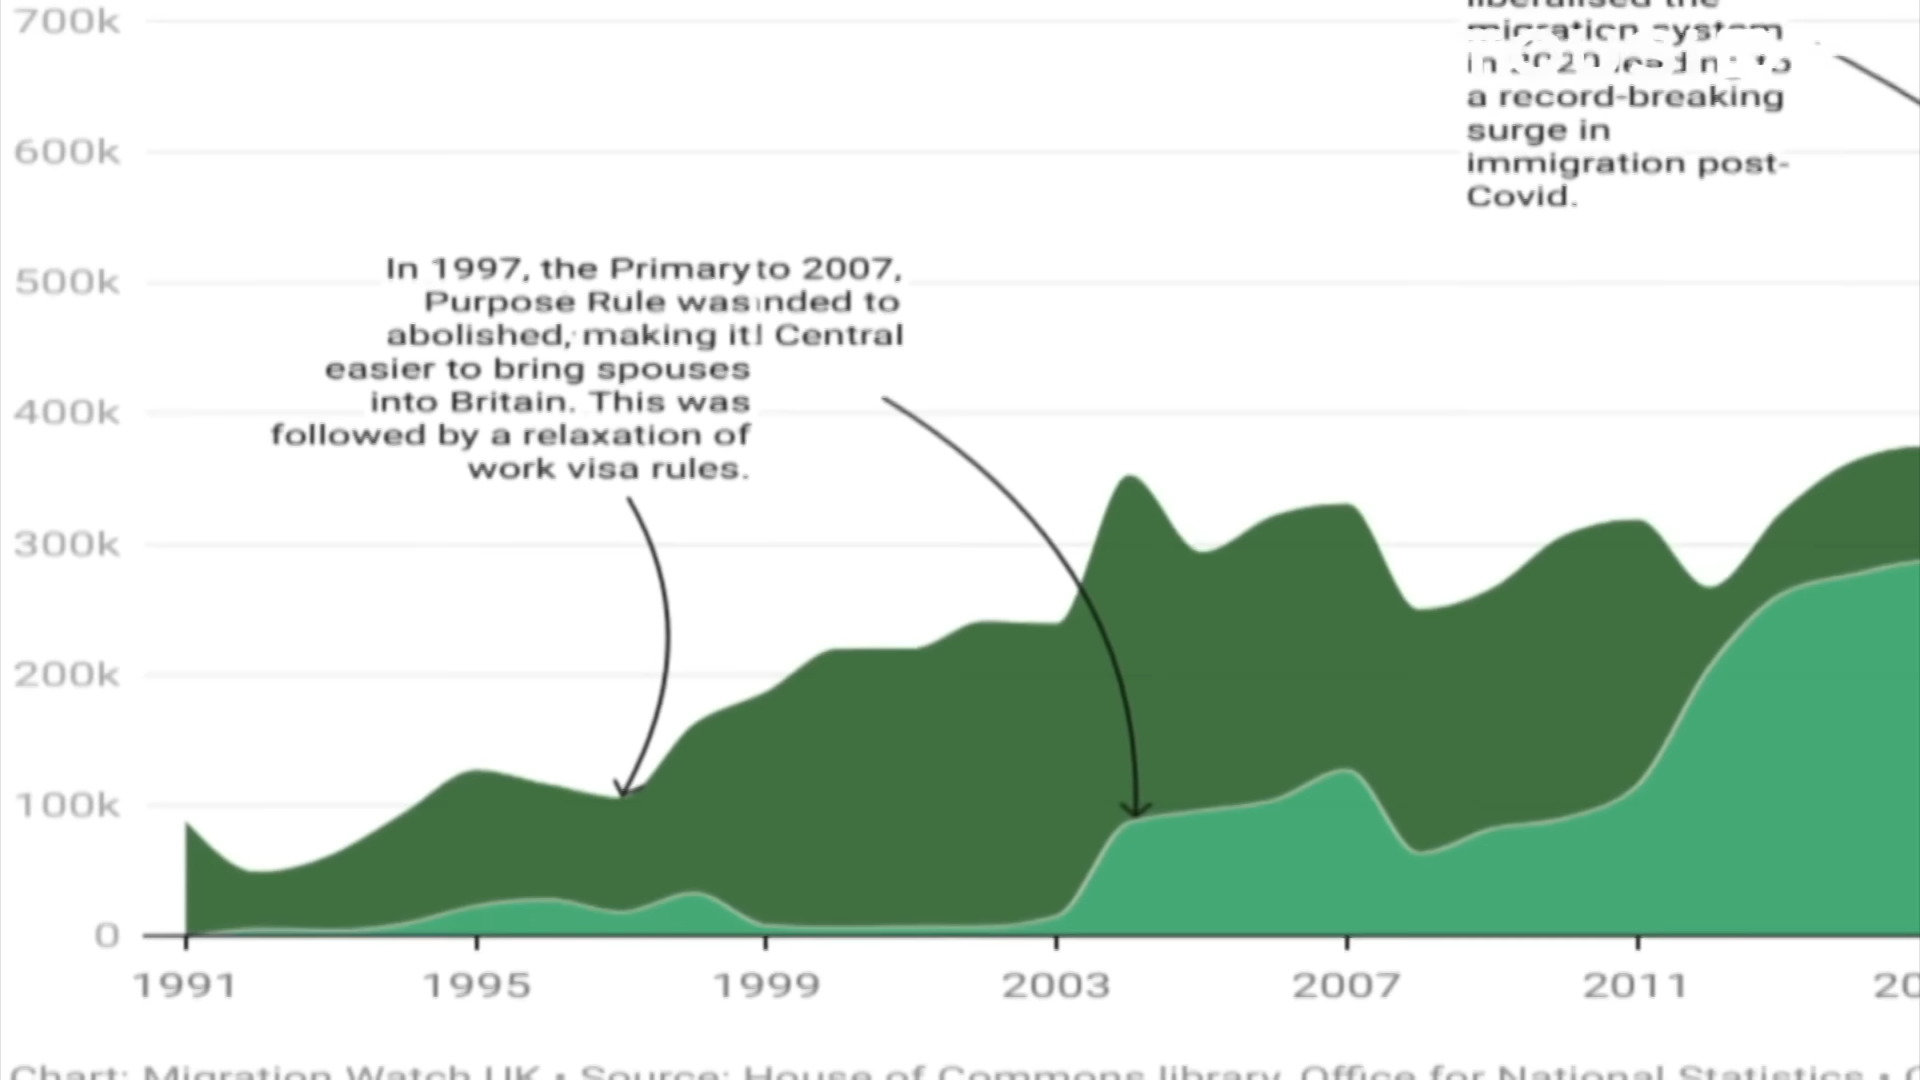 700k
migration system
a record-breaking
surge in
immigration post-
Covid.
600k
500k
400k
300k
200k
100k
0
In 1997, the Primary to 2007,
Purpose Rule was nded to
abolished, making it Central
easier to bring spouses
into Britain. This was
followed by a relaxation of
work visa rules.
1991 1995 1999 2003 2007 2011 20
Chart: Migration Watch UK • Source: House of Commons library, Office for National Statistics •